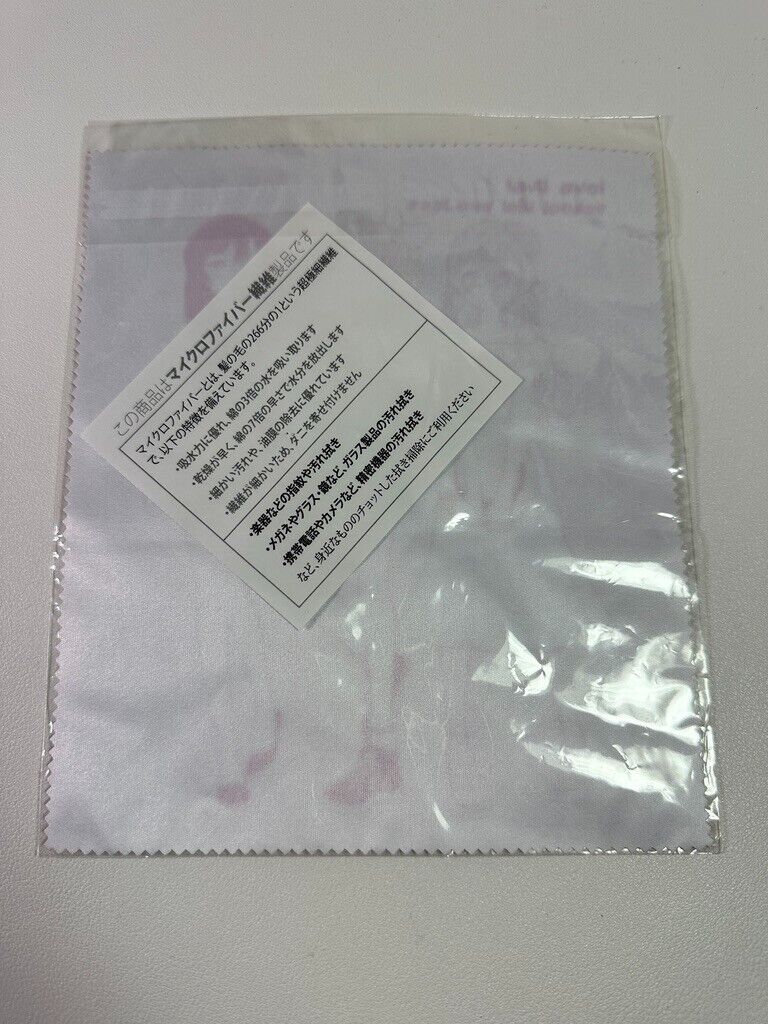 この商品はマイクロファイバー繊維製品です
マイクロファイバーとは、髪の毛の266分の1という超極細繊維
で、以下の特徴を備えています。
・吸水力に優れ、綿の3倍の水を吸い取ります
・乾燥が早く、綿の7倍の早さで水分を放出します
・細かい汚れや、油膜の除去に優れています
・繊維が細かいため、ダニを寄せ付けません
・楽器などの指紋や汚れ拭き
・メガネやグラス・鏡など、ガラス製品の汚れ拭き
・携帯電話やカメラなど、精密機器の汚れ拭き
など、身近なもののチョットした拭き掃除にご利用ください
love live!
school idol project